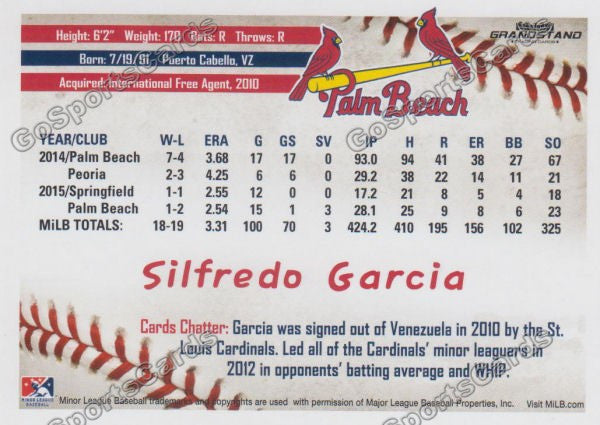 Height: 6'2" Weight: 170 Bats: R Throws: R
Born: 7/19/91 Puerto Cabello, VZ
Acquired: International Free Agent, 2010
GRANDSTAND
Palm Beach
YEAR/CLUB W-L ERA G GS SV IP H R ER BB SO
2014/Palm Beach 7-4 3.68 17 17 0 93.0 94 41 38 27 67
Peoria 2-3 4.25 6 6 0 29.2 38 22 14 11 21
2015/Springfield 1-1 2.55 12 0 0 17.2 21 8 5 4 18
Palm Beach 1-2 2.54 15 1 3 28.1 25 9 8 6 23
MiLB TOTALS: 18-19 3.31 100 70 3 424.2 410 195 156 102 325
Silfredo Garcia
Cards Chatter: Garcia was signed out of Venezuela in 2010 by the St.
Louis Cardinals. Led all of the Cardinals' minor leaguers in
2012 in opponents' batting average and WHIP.
MINOR LEAGUE
BASEBALL
Minor League Baseball trademarks and copyrights are used with permission of Major League Baseball Properties, Inc. Visit MiLB.com
GoSportsCards
GoSportsCards
GoSportsCards
GoSportsCards
GoSportsCards